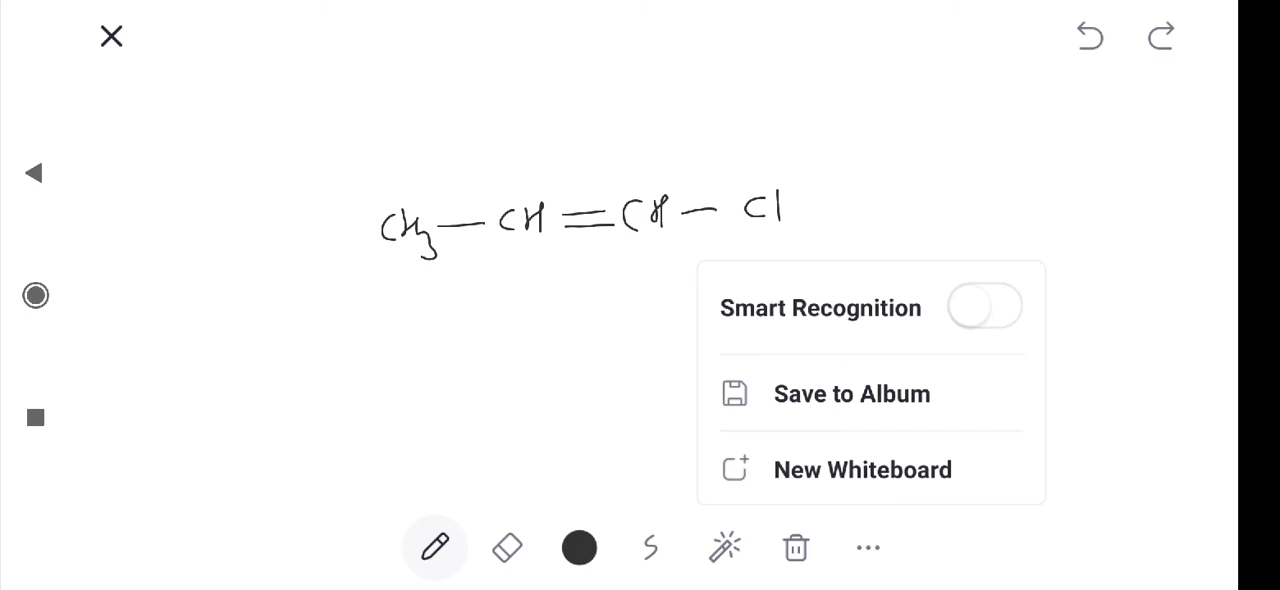 CH₃—CH=CH—Cl
Smart Recognition
Save to Album
New Whiteboard